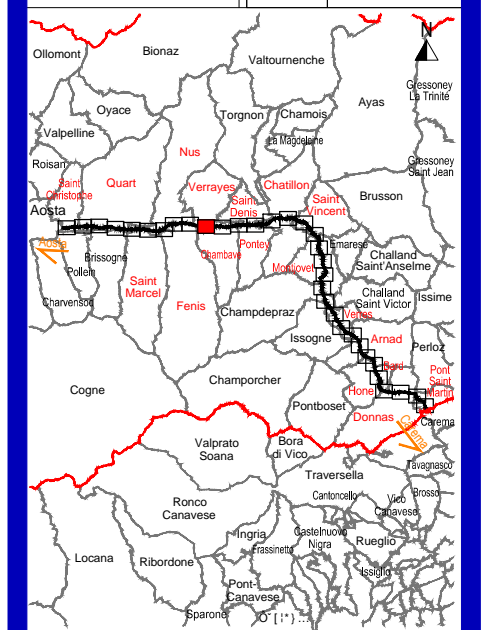 N
Ollomont
Bionaz
Valtournenche
Gressoney
La Trinité
Ayas
Oyace
Torgnon
Chamois
Valpelline
La Magdeleine
Nus
Roisan
Gressoney
Saint Jean
Saint
Christophe
Quart
Verrayes
Chatillon
Brusson
Saint
Denis
Saint
Vincent
Aosta
Aosta
Brissogne
Chambave
Pontey
Emarese
Challand
Saint'Anselme
Pollein
Saint
Marcel
Montjovet
Challand
Saint Victor
Issime
Charvensod
Fenis
Champdepraz
Verres
Issogne
Arnad
Perloz
Bard
Pont
Saint
Martin
Cogne
Champorcher
Hone
Pontboset
Donnas
Carema
Carema
Valprato
Soana
Bora
di Vico
Tavagnasco
Traversella
Cantoncello
Vico
Canavese
Brosso
Ronco
Canavese
Ingria
Castelnuovo
Nigra
Rueglio
Frassinetto
Locana
Ribordone
Issiglio
Pont-
Canavese
Sparone